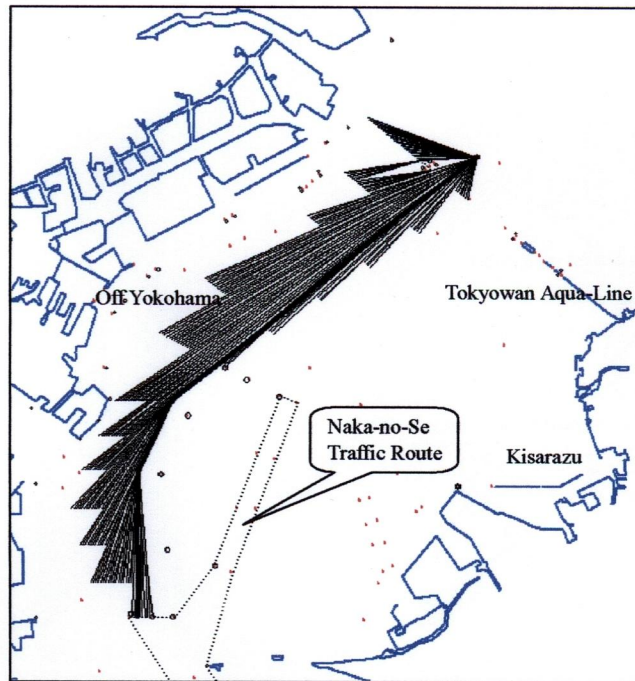 Off Yokohama
Tokyowan Aqua-Line
Naka-no-Se
Traffic Route
Kisarazu